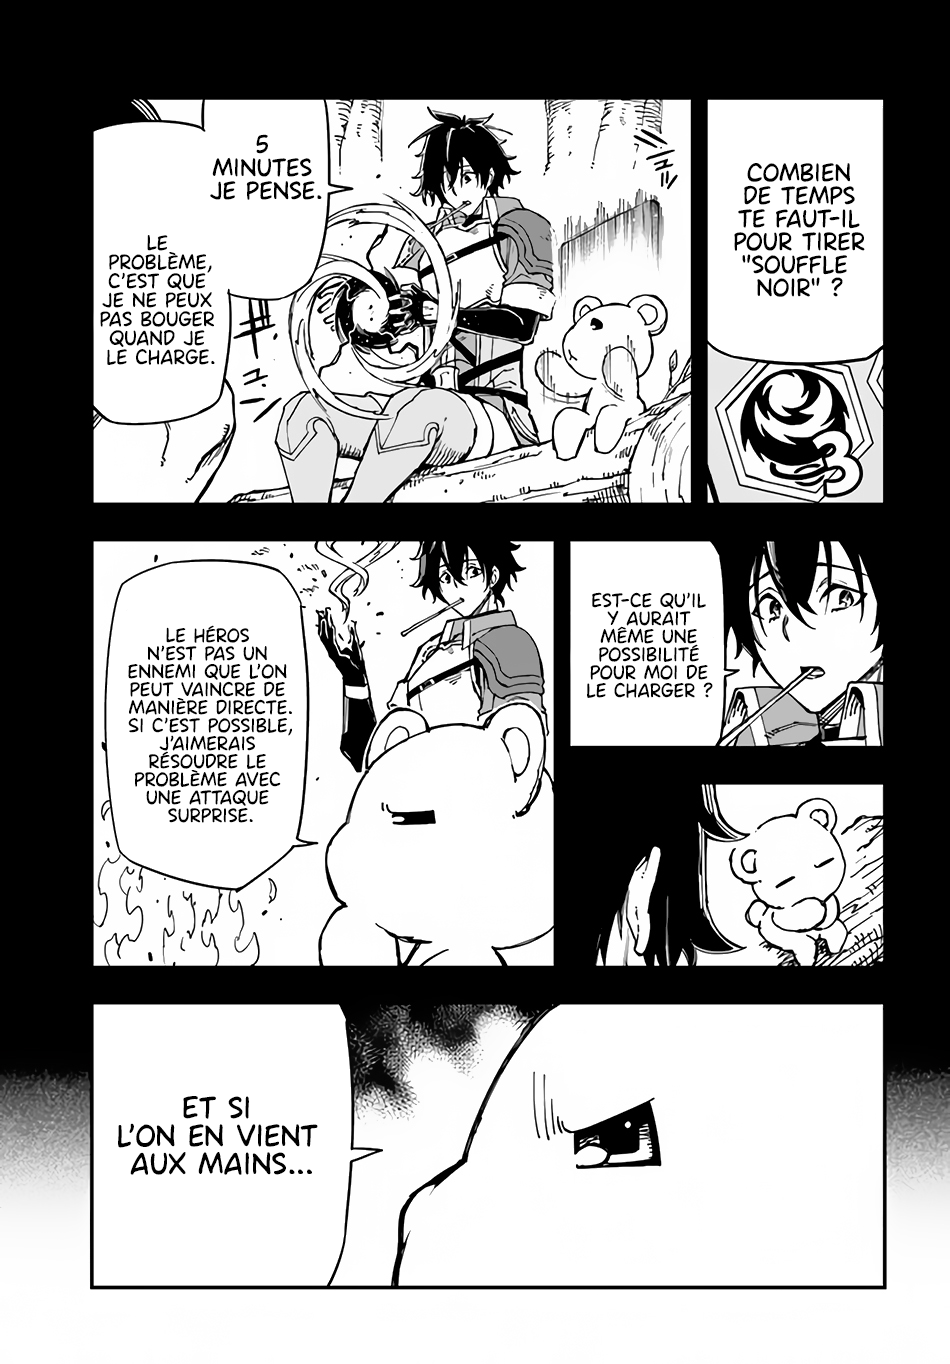 COMBIEN
DE TEMPS
TE FAUT-IL
POUR TIRER
"SOUFFLE
NOIR" ?
5
MINUTES
JE PENSE.
LE
PROBLÈME,
C'EST QUE
JE NE PEUX
PAS BOUGER
QUAND JE
LE CHARGE.
EST-CE QU'IL
Y AURAIT
MÊME UNE
POSSIBILITÉ
POUR MOI DE
LE CHARGER ?
LE HÉROS
N'EST PAS UN
ENNEMI QUE L'ON
PEUT VAINCRE DE
MANIÈRE DIRECTE.
SI C'EST POSSIBLE,
J'AIMERAIS
RÉSOUDRE LE
PROBLÈME AVEC
UNE ATTAQUE
SURPRISE.
ET SI
L'ON EN VIENT
AUX MAINS...